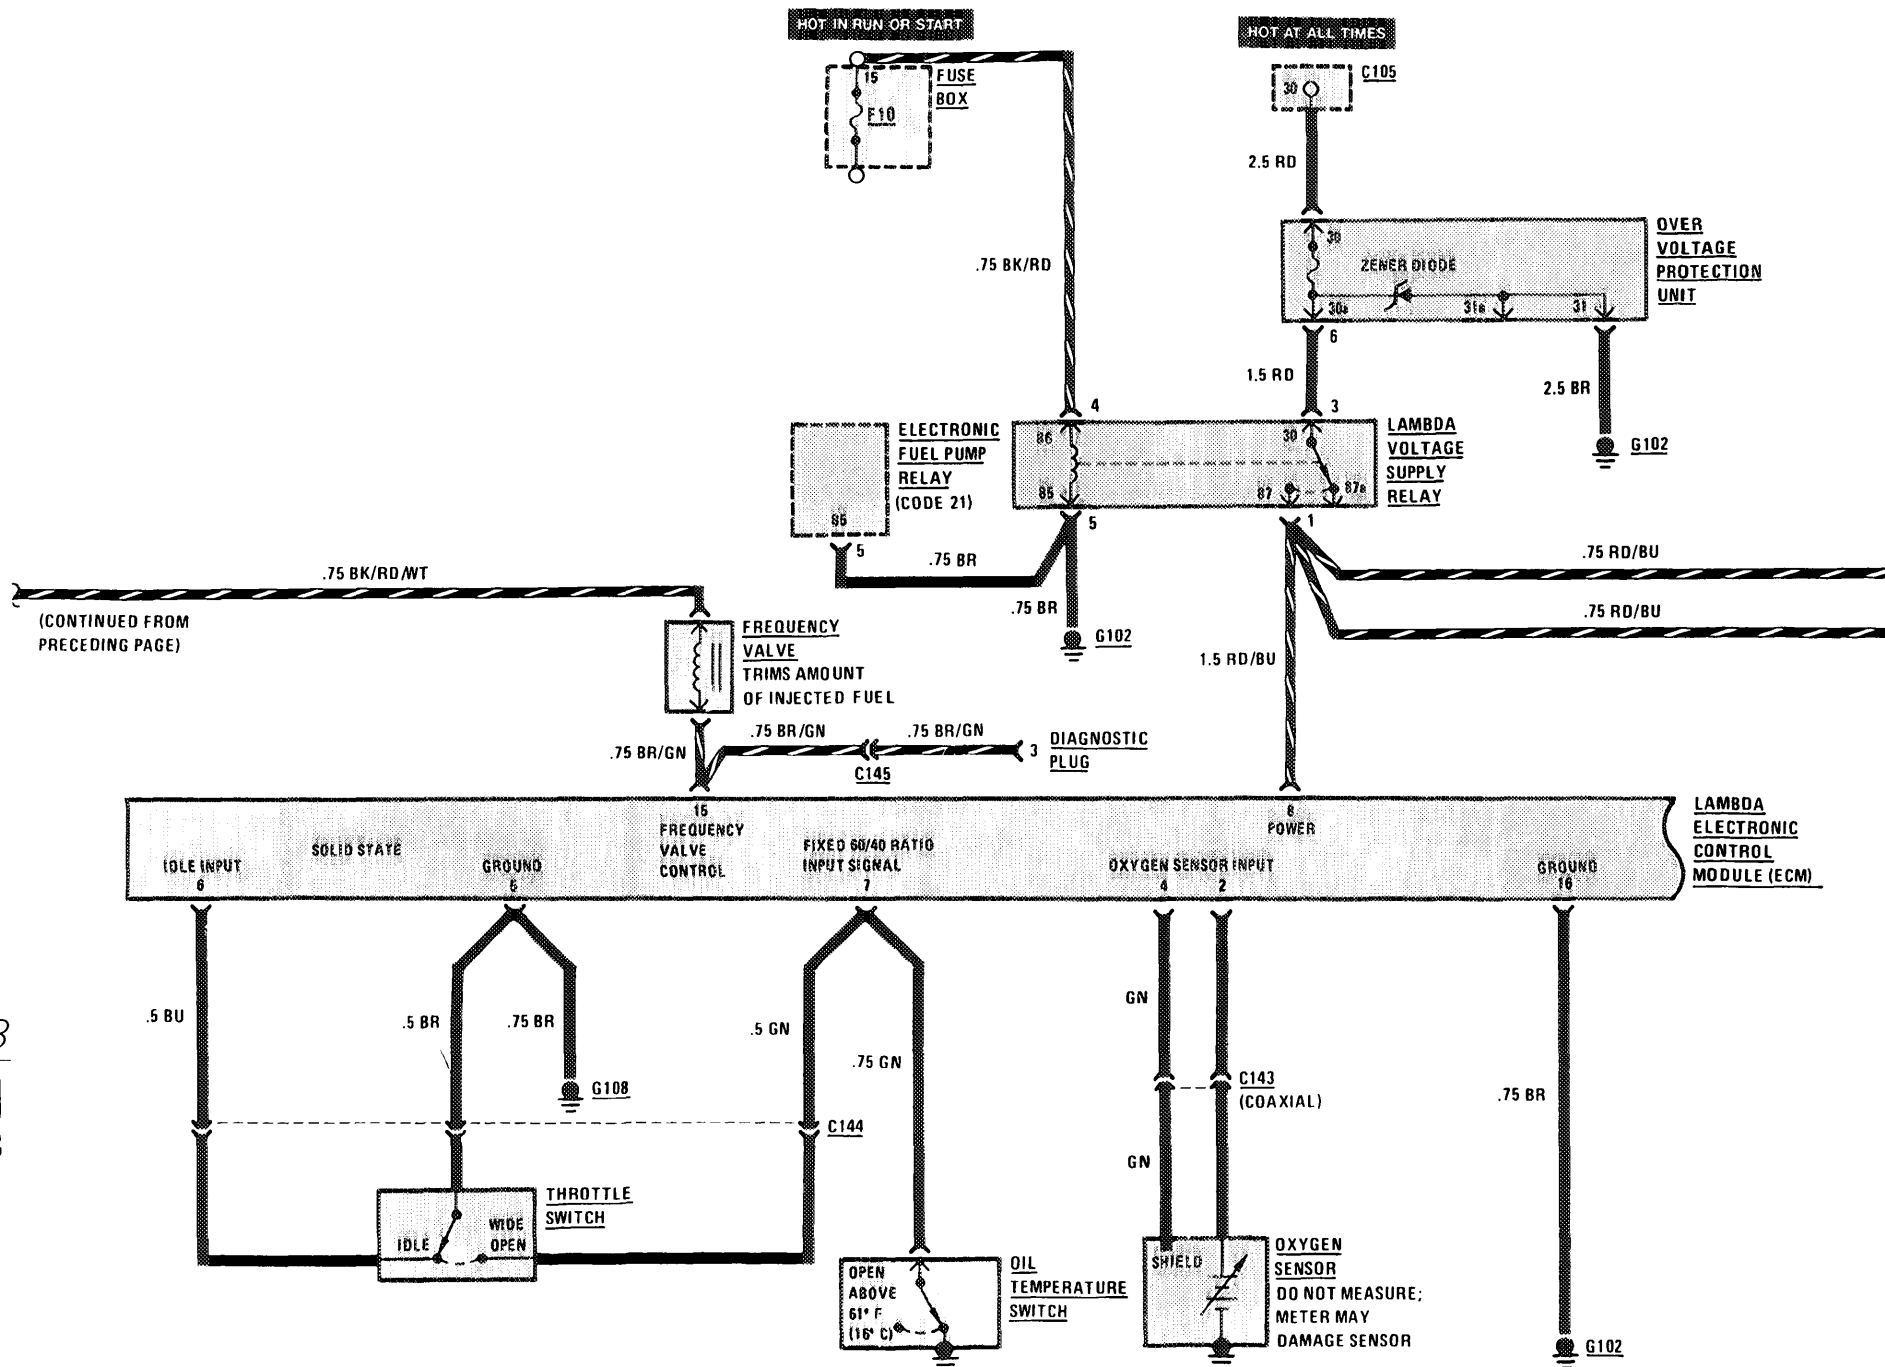 HOT IN RUN OR START
HOT AT ALL TIMES
15
FUSE
BOX
F10
C105
30
2.5 RD
.75 BK/RD
30
ZENER DIODE
30a
31a
31
OVER
VOLTAGE
PROTECTION
UNIT
6
1.5 RD
2.5 BR
G102
4
3
ELECTRONIC
FUEL PUMP
RELAY
(CODE 21)
85
5
86
85
30
87
87a
LAMBDA
VOLTAGE
SUPPLY
RELAY
5
1
.75 BR
.75 BR
G102
.75 RD/BU
.75 RD/BU
1.5 RD/BU
.75 BK/RD/WT
(CONTINUED FROM
PRECEDING PAGE)
FREQUENCY
VALVE
TRIMS AMOUNT
OF INJECTED FUEL
.75 BR/GN
.75 BR/GN
.75 BR/GN
C145
3
DIAGNOSTIC
PLUG
15
FREQUENCY
VALVE
CONTROL
8
POWER
IDLE INPUT
6
SOLID STATE
GROUND
5
FIXED 60/40 RATIO
INPUT SIGNAL
7
OXYGEN SENSOR INPUT
4
2
GROUND
16
LAMBDA
ELECTRONIC
CONTROL
MODULE (ECM)
.5 BU
.5 BR
.75 BR
G108
.5 GN
.75 GN
C144
GN
GN
C143
(COAXIAL)
.75 BR
G102
THROTTLE
SWITCH
IDLE
WIDE
OPEN
OPEN
ABOVE
61° F
(16° C)
OIL
TEMPERATURE
SWITCH
SHIELD
OXYGEN
SENSOR
DO NOT MEASURE;
METER MAY
DAMAGE SENSOR